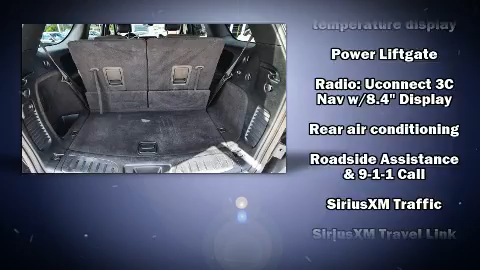 temperature display
Power Liftgate
Radio: Uconnect 3C
Nav w/8.4" Display
Rear air conditioning
Roadside Assistance
& 9-1-1 Call
SiriusXM Traffic
SiriusXM Travel Link